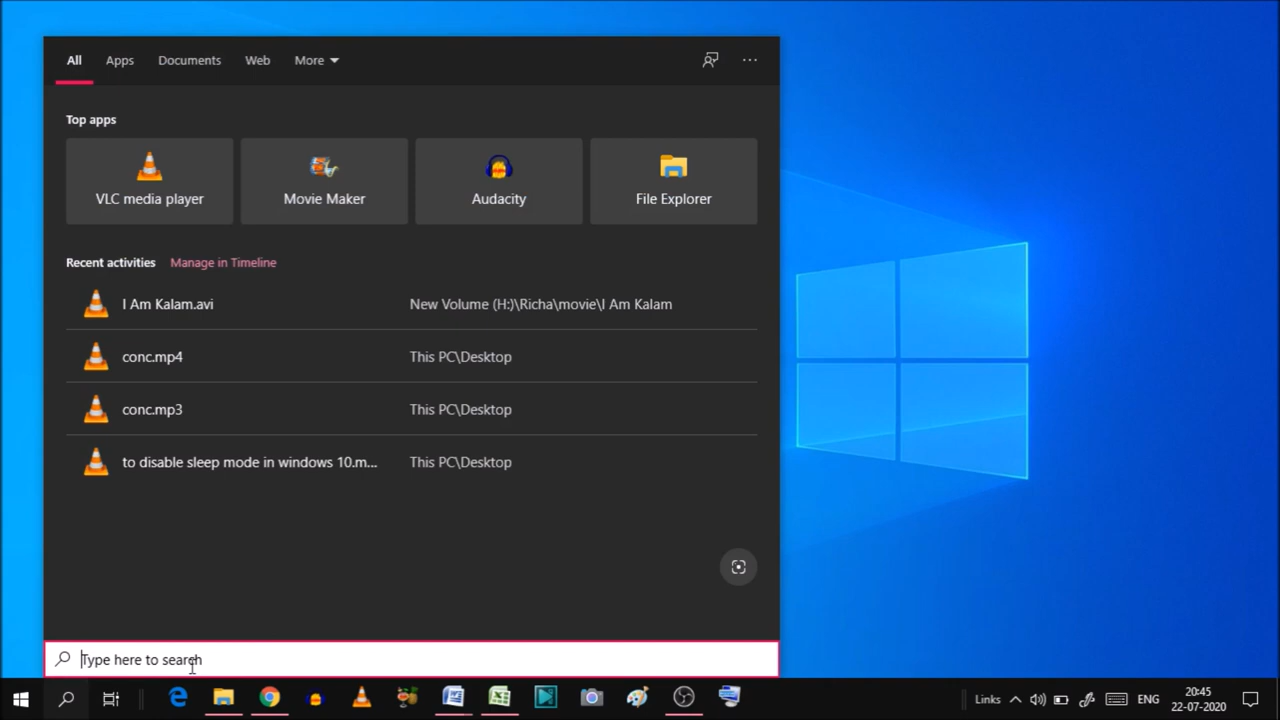 All Apps Documents Web More
Top apps
VLC media player Movie Maker Audacity File Explorer
Recent activities Manage in Timeline
I Am Kalam.avi New Volume (H:)\Richa\movie\I Am Kalam
conc.mp4 This PC\Desktop
conc.mp3 This PC\Desktop
to disable sleep mode in windows 10.m... This PC\Desktop
Type here to search
Links ENG 20:45
22-07-2020